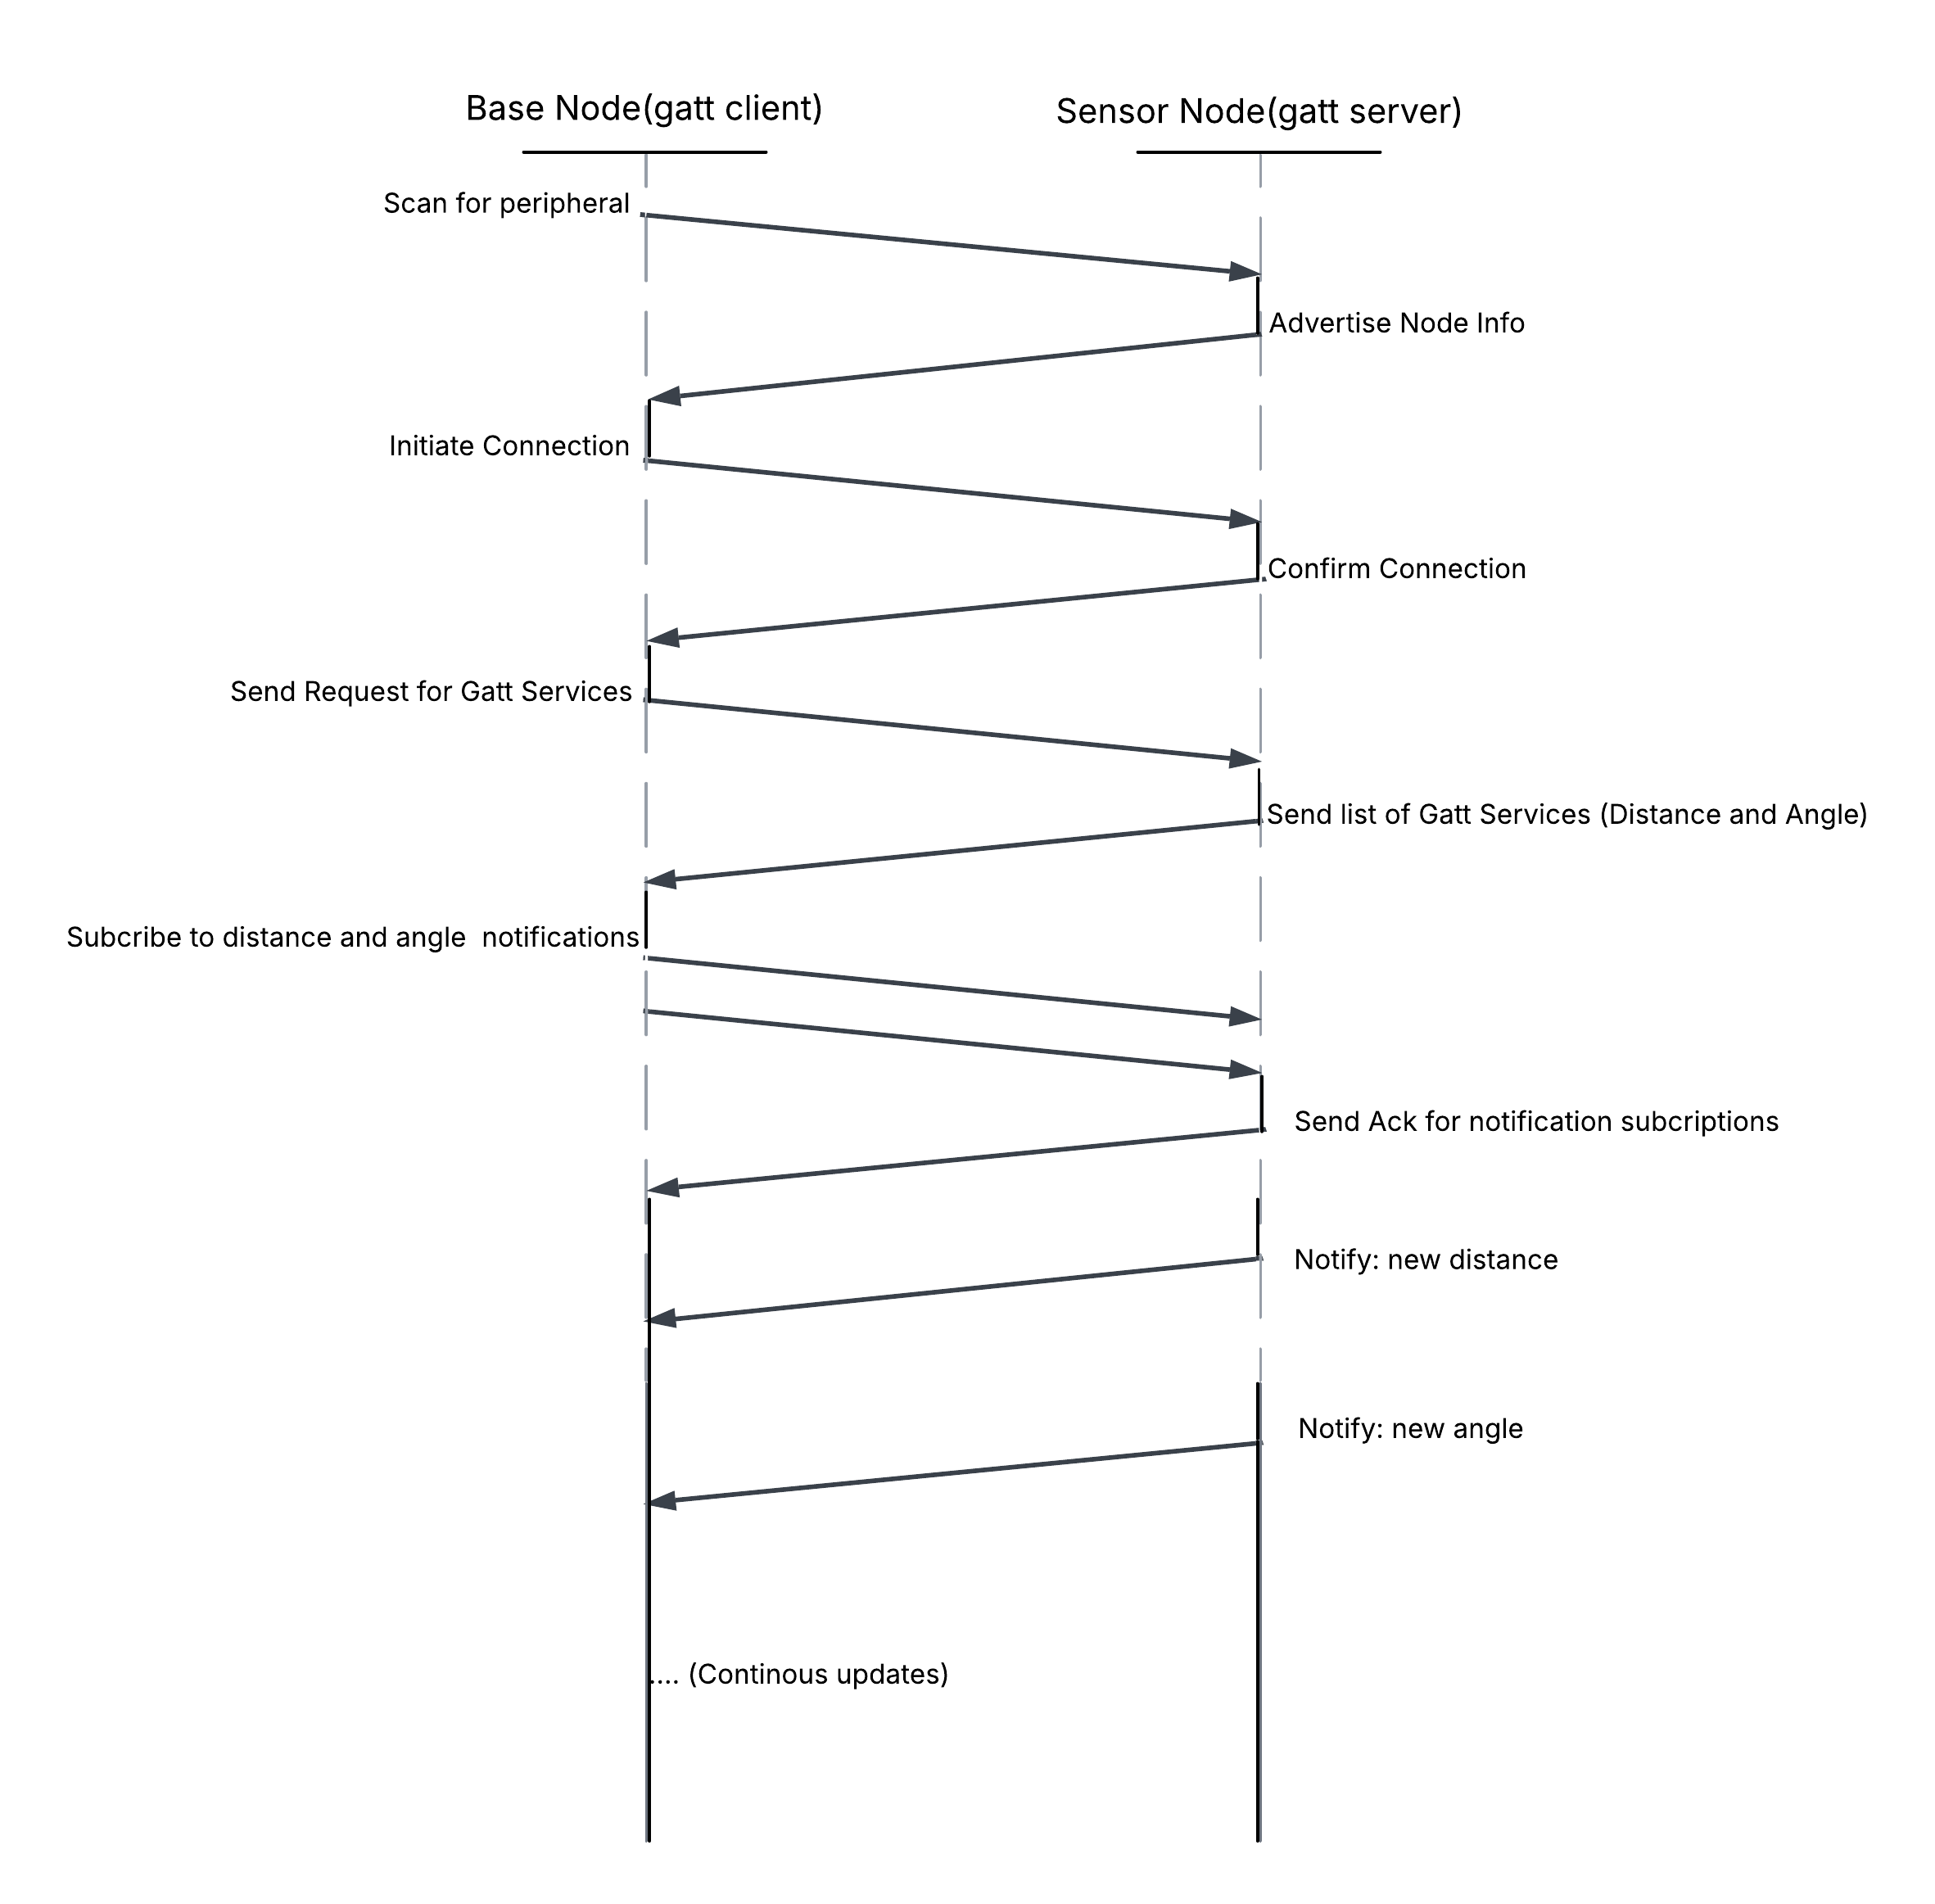 Base Node(gatt client)
Sensor Node(gatt server)
Scan for peripheral
Advertise Node Info
Initiate Connection
Confirm Connection
Send Request for Gatt Services
Send list of Gatt Services (Distance and Angle)
Subcribe to distance and angle  notifications
Send Ack for notification subcriptions
Notify: new distance
Notify: new angle
.... (Continous updates)